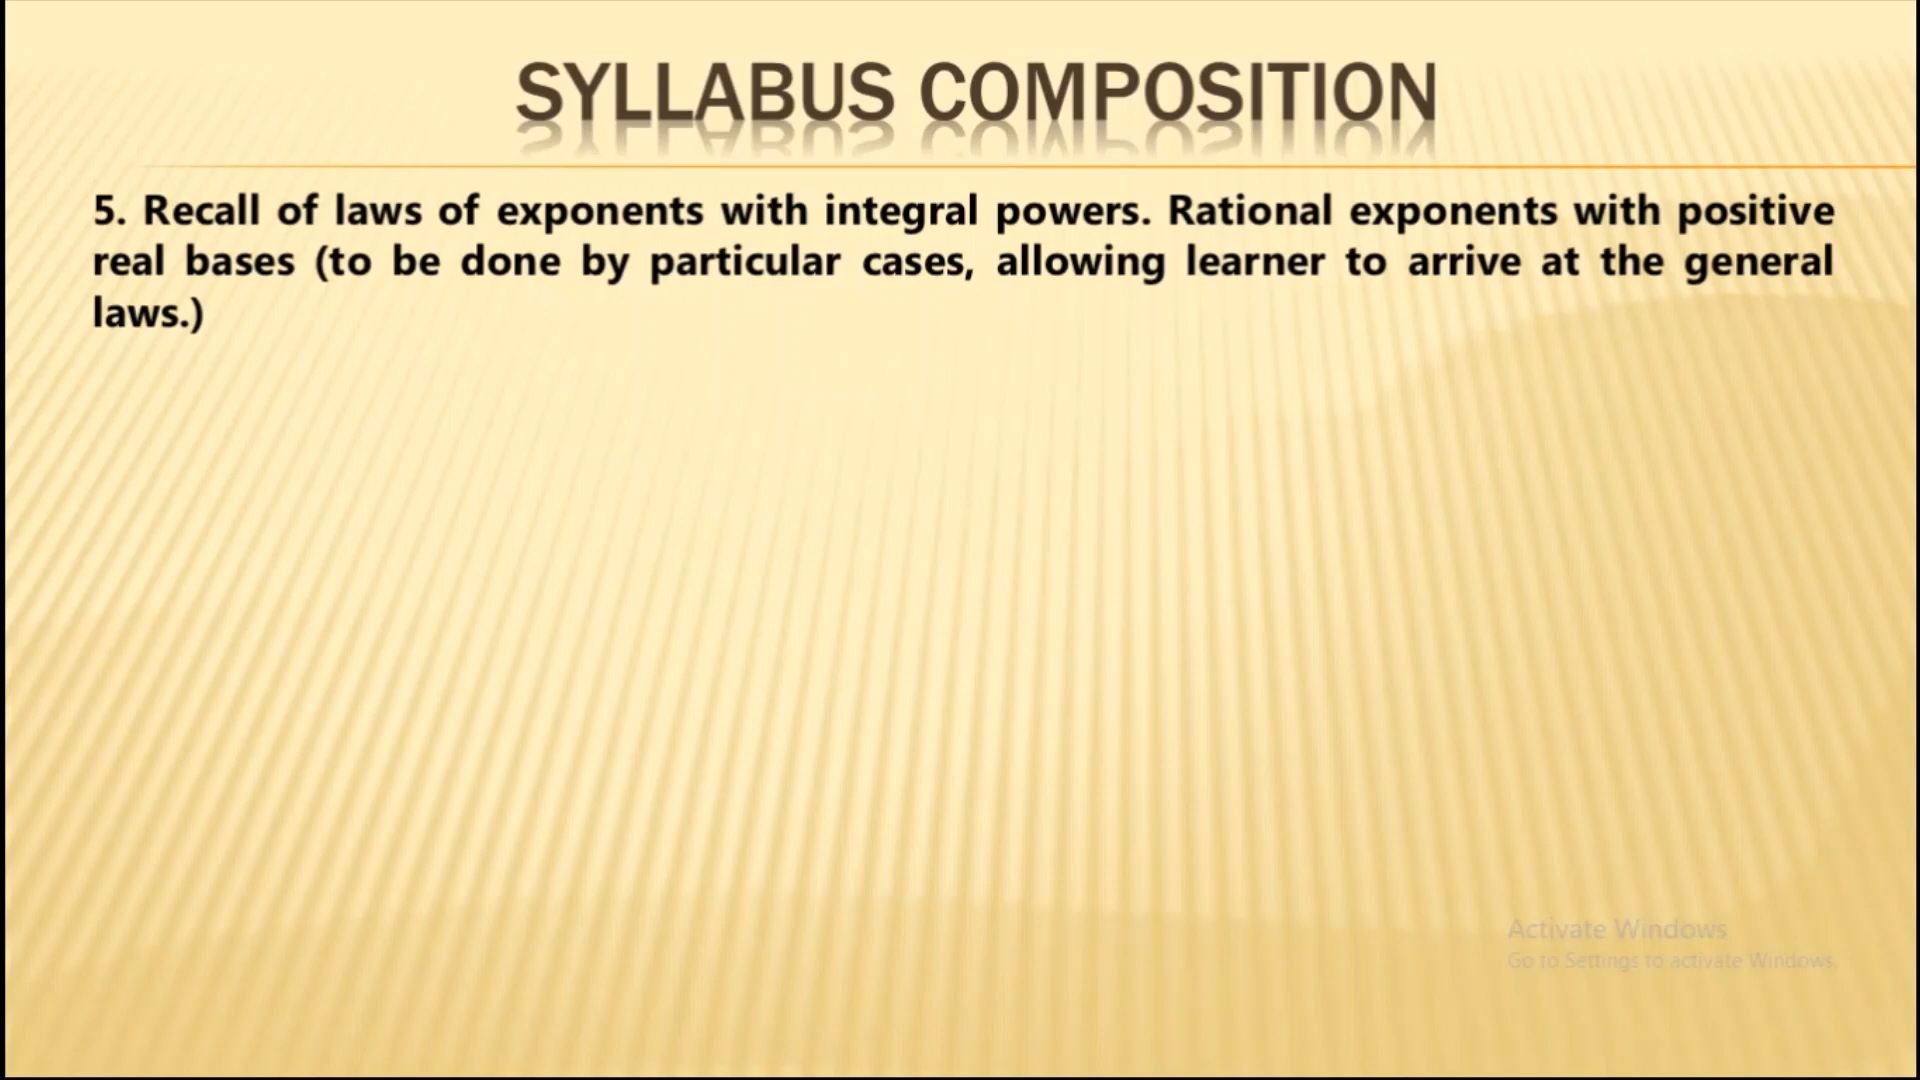 SYLLABUS COMPOSITION
5. Recall of laws of exponents with integral powers. Rational exponents with positive
real bases (to be done by particular cases, allowing learner to arrive at the general
laws.)
Activate Windows
Go to Settings to activate Windows.